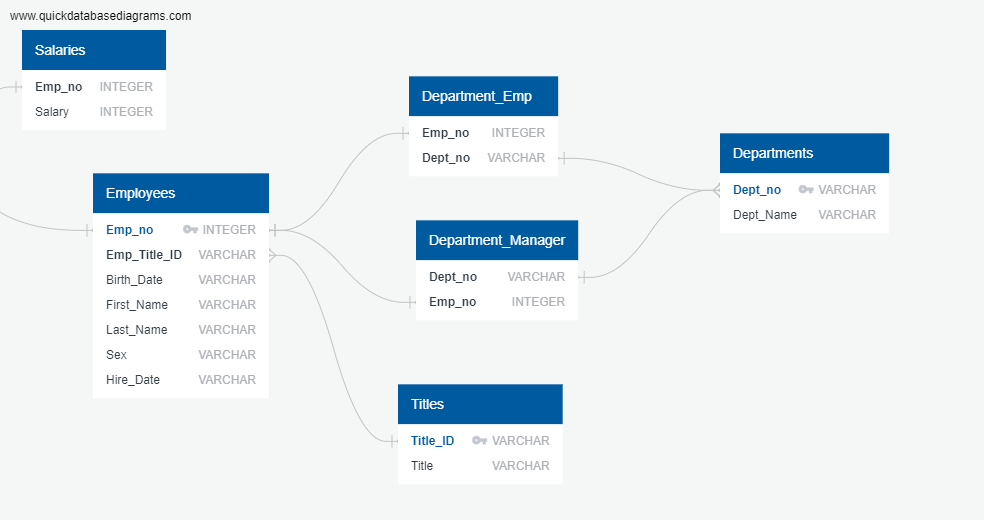 www.quickdatabasediagrams.com
Salaries
Emp_no INTEGER
Salary INTEGER
Employees
Emp_no INTEGER
Emp_Title_ID VARCHAR
Birth_Date VARCHAR
First_Name VARCHAR
Last_Name VARCHAR
Sex VARCHAR
Hire_Date VARCHAR
Department_Emp
Emp_no INTEGER
Dept_no VARCHAR
Department_Manager
Dept_no VARCHAR
Emp_no INTEGER
Titles
Title_ID VARCHAR
Title VARCHAR
Departments
Dept_no VARCHAR
Dept_Name VARCHAR